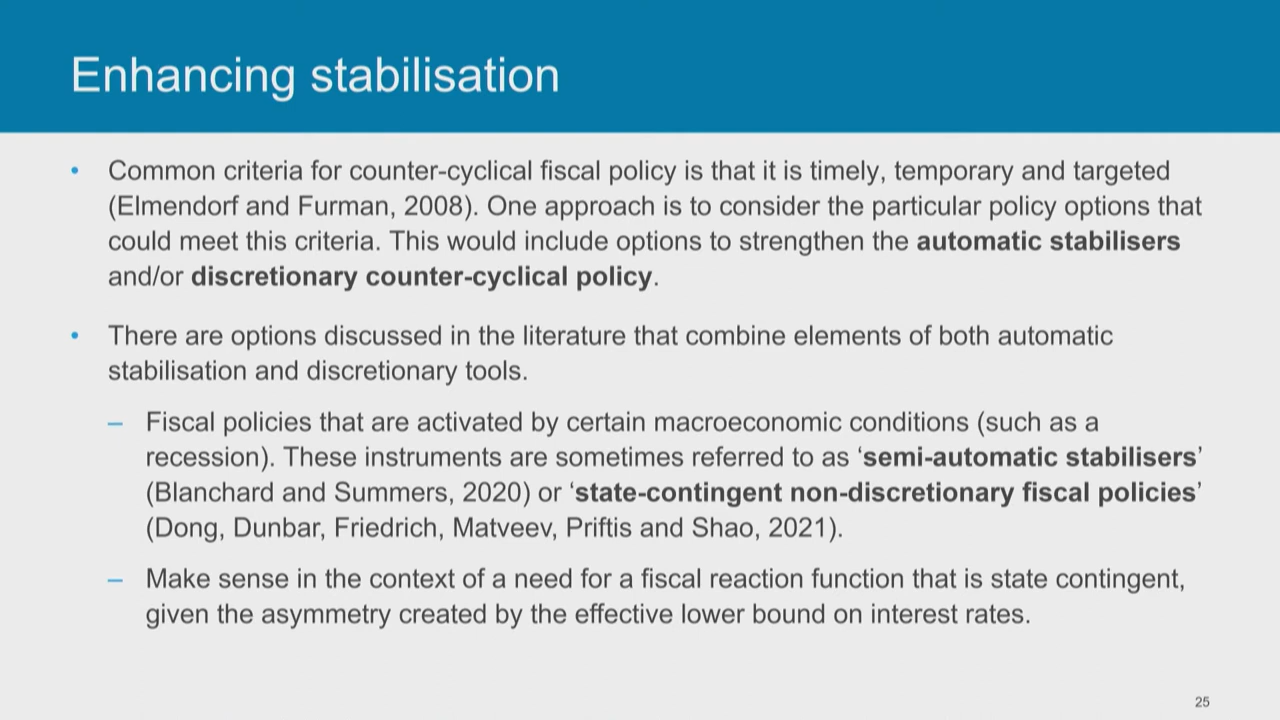 Enhancing stabilisation
• Common criteria for counter-cyclical fiscal policy is that it is timely, temporary and targeted
(Elmendorf and Furman, 2008). One approach is to consider the particular policy options that
could meet this criteria. This would include options to strengthen the automatic stabilisers
and/or discretionary counter-cyclical policy.
• There are options discussed in the literature that combine elements of both automatic
stabilisation and discretionary tools.
– Fiscal policies that are activated by certain macroeconomic conditions (such as a
recession). These instruments are sometimes referred to as ‘semi-automatic stabilisers’
(Blanchard and Summers, 2020) or ‘state-contingent non-discretionary fiscal policies’
(Dong, Dunbar, Friedrich, Matveev, Priftis and Shao, 2021).
– Make sense in the context of a need for a fiscal reaction function that is state contingent,
given the asymmetry created by the effective lower bound on interest rates.
25